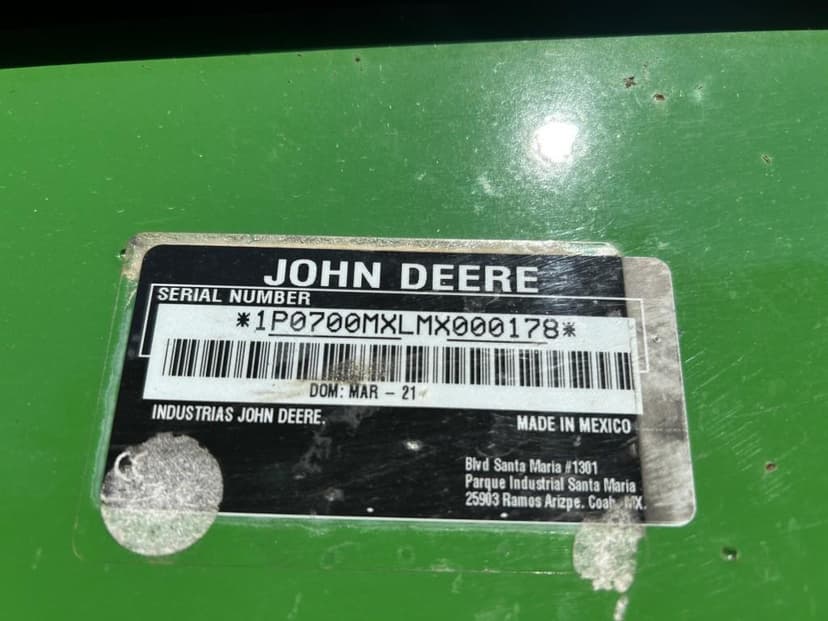 JOHN DEERE
SERIAL NUMBER
*1P0700MXLMX000178*
DOM: MAR - 21
INDUSTRIAS JOHN DEERE.
MADE IN MEXICO
Blvd Santa Maria #1301
Parque Industrial Santa Maria
25903 Ramos Arizpe. Coah. MX.